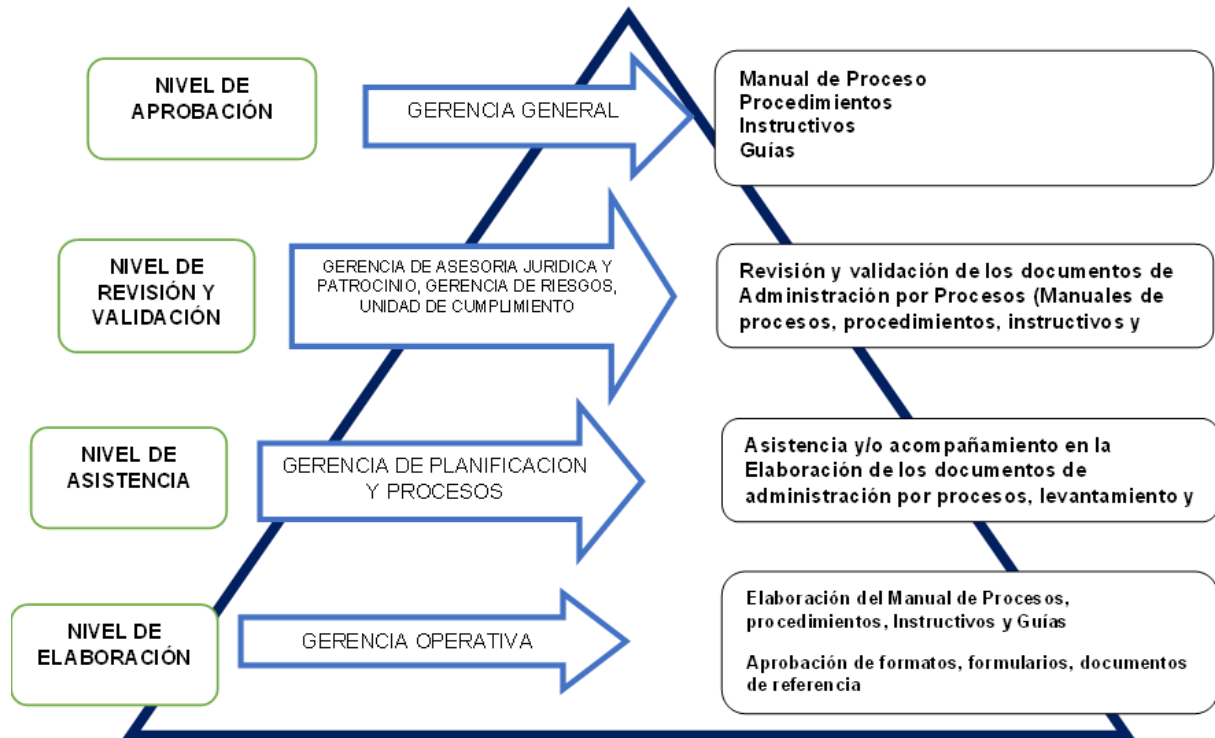 NIVEL DE
APROBACIÓN
GERENCIA GENERAL
Manual de Proceso
Procedimientos
Instructivos
Guías
NIVEL DE
REVISIÓN Y
VALIDACIÓN
GERENCIA DE ASESORIA JURIDICA Y
PATROCINIO, GERENCIA DE RIESGOS,
UNIDAD DE CUMPLIMIENTO
Revisión y validación de los documentos de
Administración por Procesos (Manuales de
procesos, procedimientos, instructivos y
NIVEL DE
ASISTENCIA
GERENCIA DE PLANIFICACION
Y PROCESOS
Asistencia y/o acompañamiento en la
Elaboración de los documentos de
administración por procesos, levantamiento y
NIVEL DE
ELABORACIÓN
GERENCIA OPERATIVA
Elaboración del Manual de Procesos,
procedimientos, Instructivos y Guías
Aprobación de formatos, formularios, documentos
de referencia